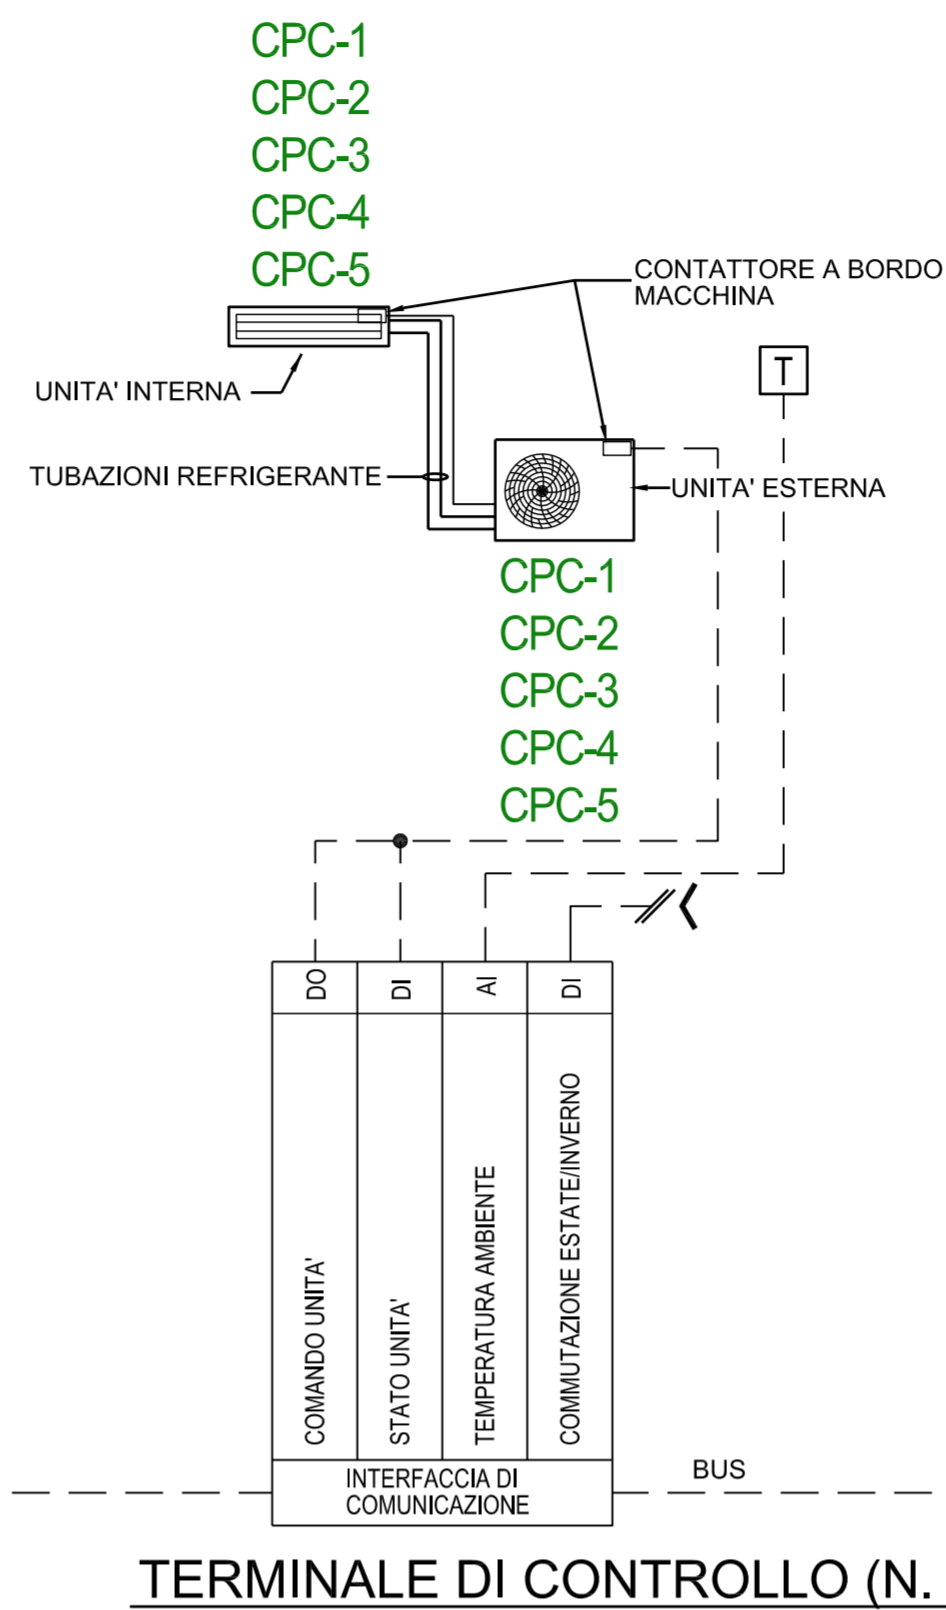 CPC-1
CPC-2
CPC-3
CPC-4
CPC-5
CONTATTORE A BORDO
MACCHINA
T
UNITA' INTERNA
TUBAZIONI REFRIGERANTE
UNITA' ESTERNA
CPC-1
CPC-2
CPC-3
CPC-4
CPC-5
DO
DI
AI
DI
COMANDO UNITA'
STATO UNITA'
TEMPERATURA AMBIENTE
COMMUTAZIONE ESTATE/INVERNO
INTERFACCIA DI
COMUNICAZIONE
BUS
TERMINALE DI CONTROLLO (N.